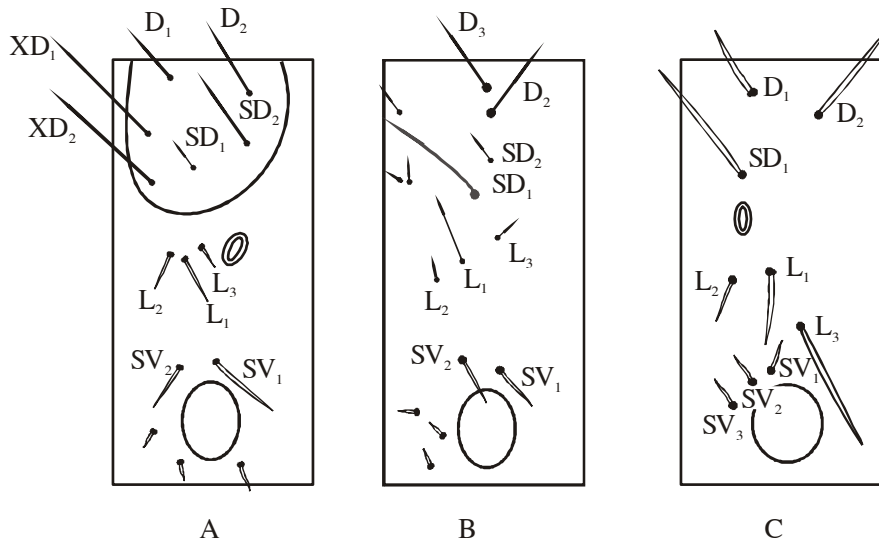 XD₁
D₁
D₂
XD₂
SD₁
SD₂
L₂
L₁
L₃
SV₂
SV₁
A
D₃
D₂
SD₂
SD₁
L₃
L₁
L₂
SV₂
SV₁
B
D₁
D₂
SD₁
L₂
L₁
L₃
SV₁
SV₂
SV₃
C